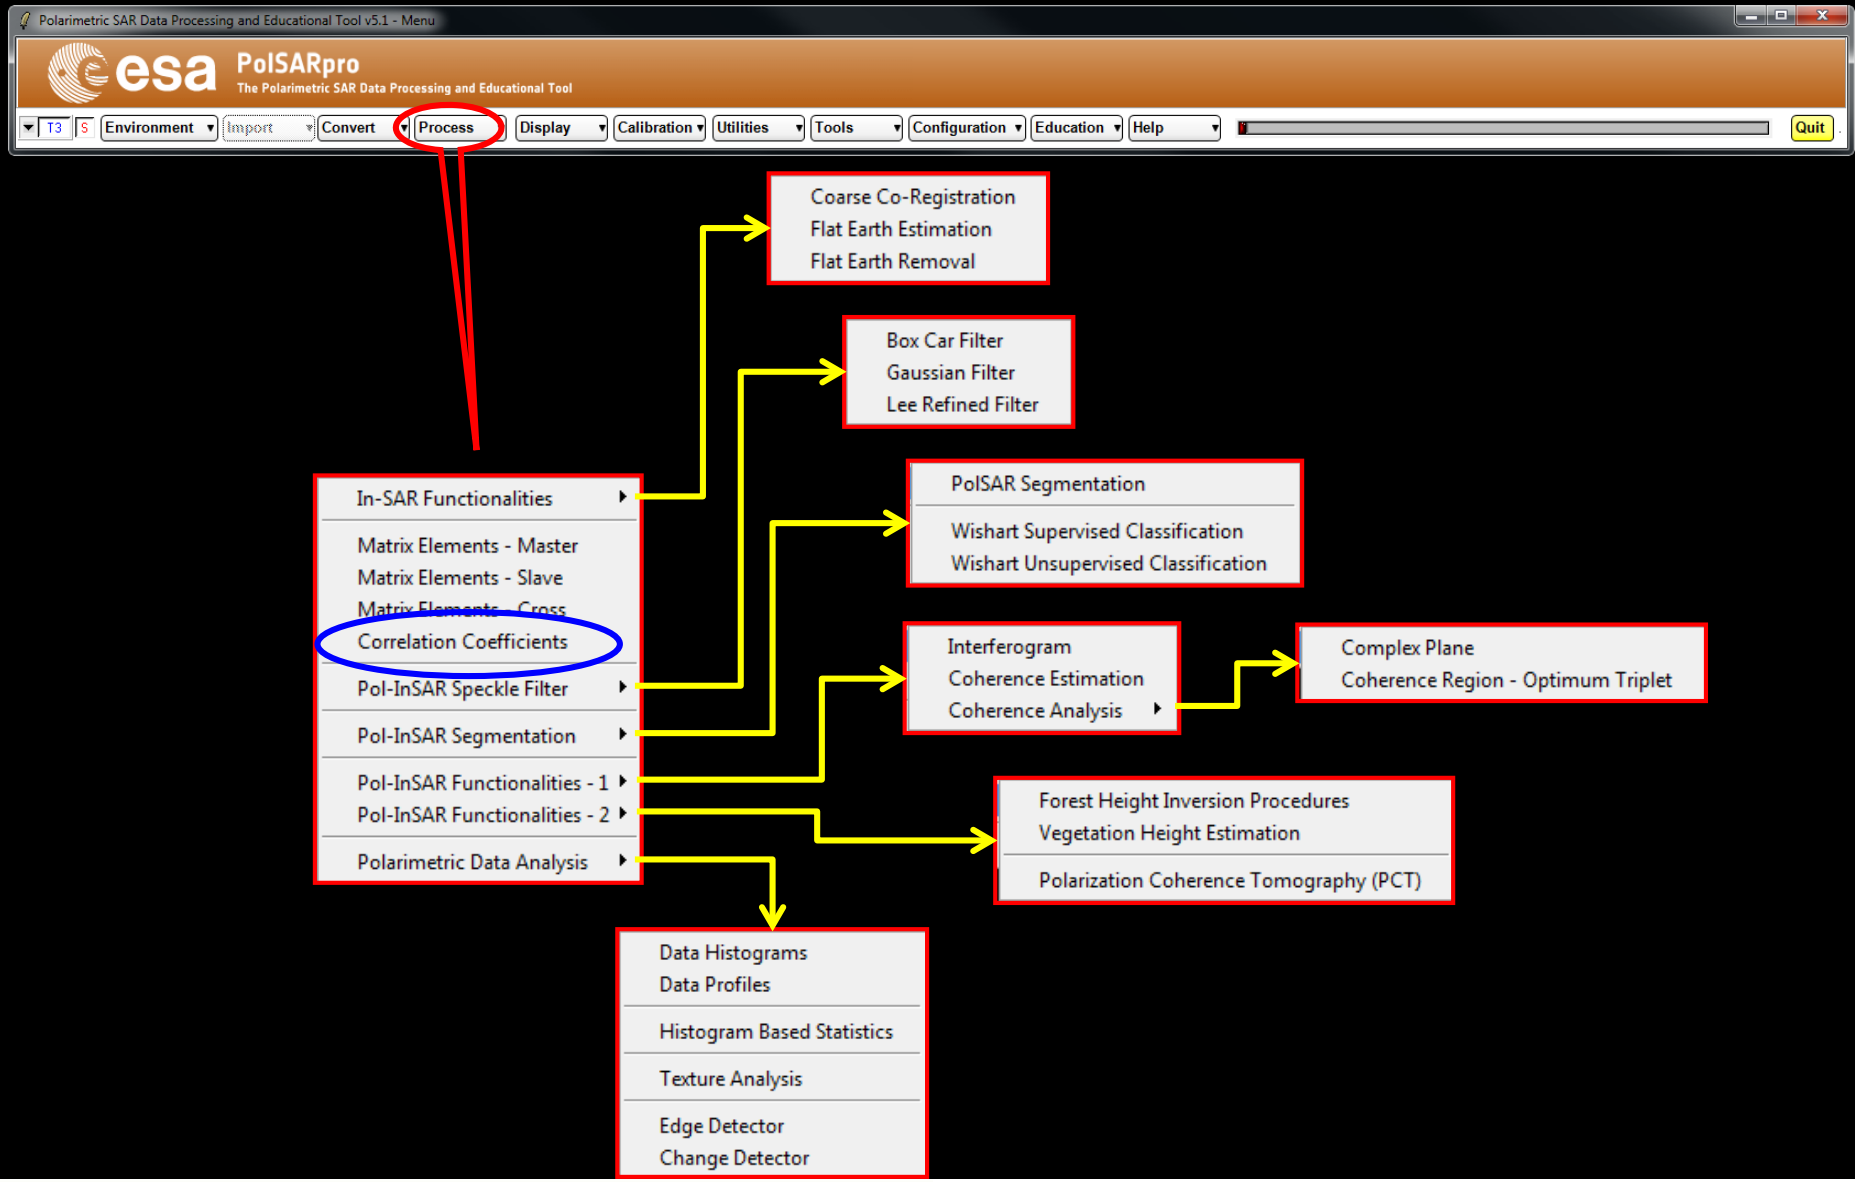 Polarimetric SAR Data Processing and Educational Tool v5.1 - Menu
esa
PolSARpro
The Polarimetric SAR Data Processing and Educational Tool
T3 S Environment Import Convert Process Display Calibration Utilities Tools Configuration Education Help Quit
Coarse Co-Registration
Flat Earth Estimation
Flat Earth Removal
Box Car Filter
Gaussian Filter
Lee Refined Filter
PolSAR Segmentation
Wishart Supervised Classification
Wishart Unsupervised Classification
In-SAR Functionalities
Matrix Elements - Master
Matrix Elements - Slave
Matrix Elements - Cross
Correlation Coefficients
Pol-InSAR Speckle Filter
Pol-InSAR Segmentation
Pol-InSAR Functionalities - 1
Pol-InSAR Functionalities - 2
Polarimetric Data Analysis
Interferogram
Coherence Estimation
Coherence Analysis
Complex Plane
Coherence Region - Optimum Triplet
Forest Height Inversion Procedures
Vegetation Height Estimation
Polarization Coherence Tomography (PCT)
Data Histograms
Data Profiles
Histogram Based Statistics
Texture Analysis
Edge Detector
Change Detector